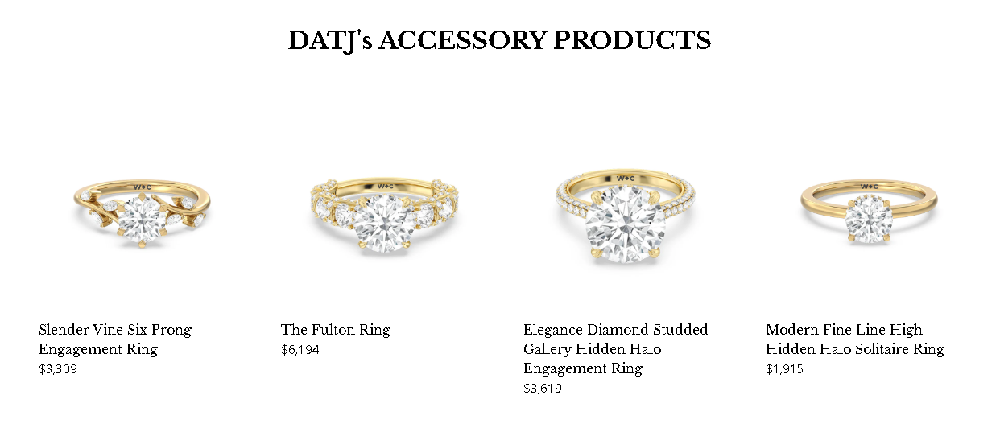 DATJ's ACCESSORY PRODUCTS
W+C
W+C
W+C
W+C
Slender Vine Six Prong
Engagement Ring
$3,309
The Fulton Ring
$6,194
Elegance Diamond Studded
Gallery Hidden Halo
Engagement Ring
$3,619
Modern Fine Line High
Hidden Halo Solitaire Ring
$1,915